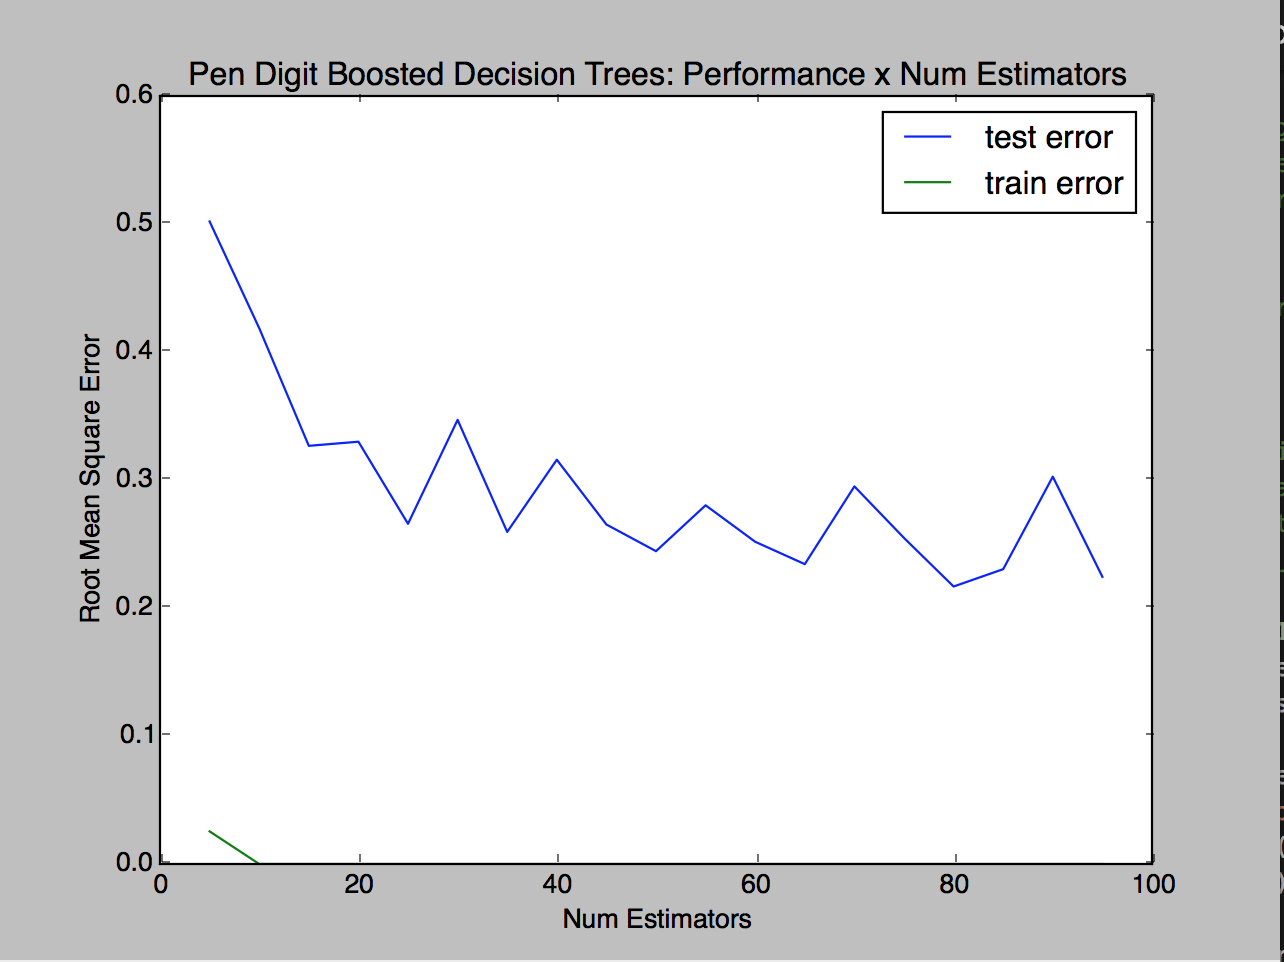 Pen Digit Boosted Decision Trees: Performance x Num Estimators
0.6
test error
train error
0.5
0.4
Root Mean Square Error
0.3
0.2
0.1
0.0
0 20 40 60 80 100
Num Estimators